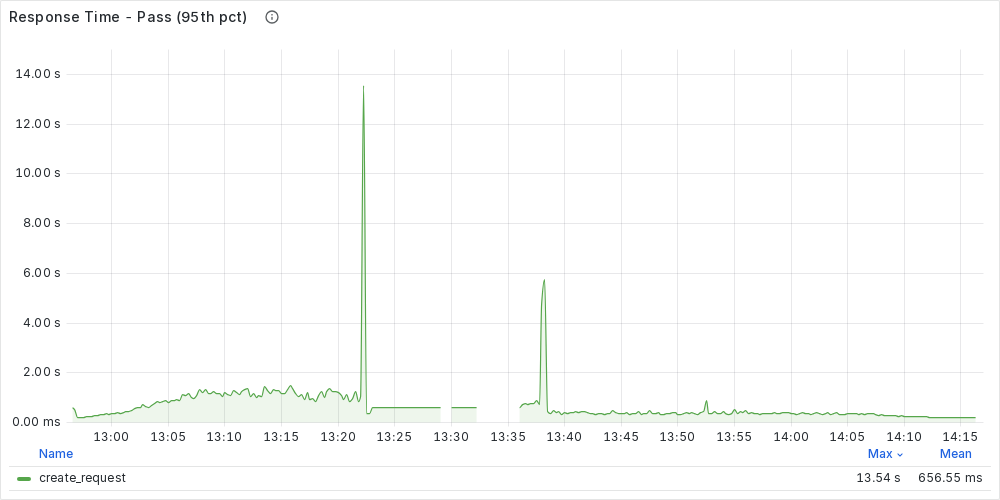 Response Time - Pass (95th pct)
14.00 s
12.00 s
10.00 s
8.00 s
6.00 s
4.00 s
2.00 s
0.00 ms
13:00 13:05 13:10 13:15 13:20 13:25 13:30 13:35 13:40 13:45 13:50 13:55 14:00 14:05 14:10 14:15
Name Max Mean
create_request 13.54 s 656.55 ms